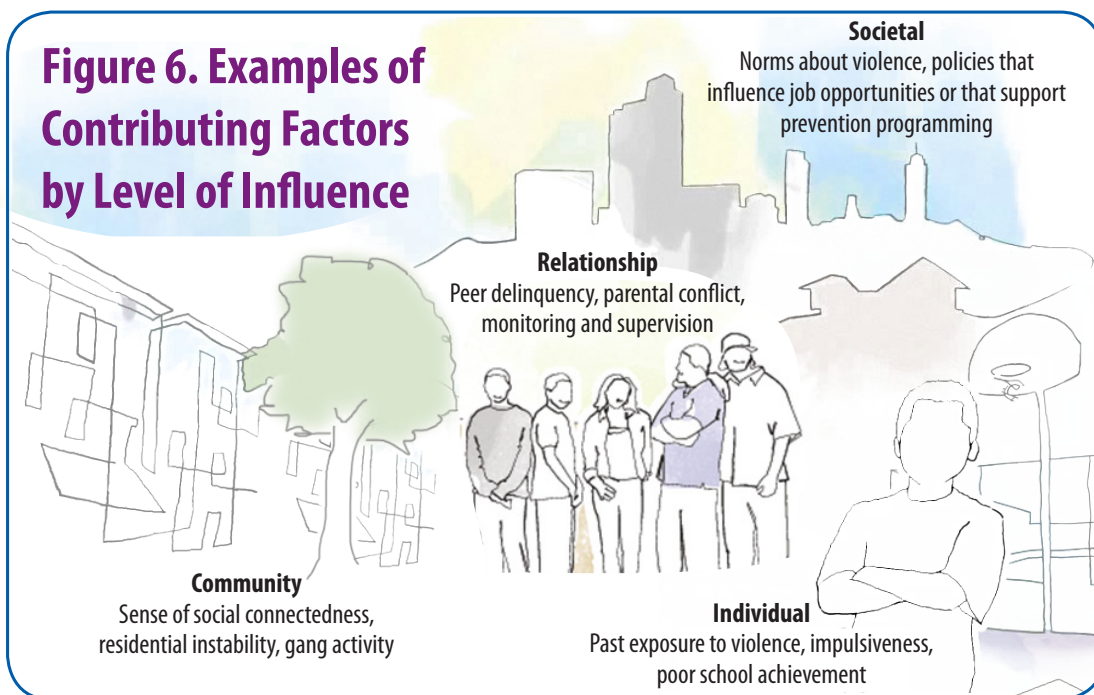 Figure 6. Examples of
Contributing Factors
by Level of Influence
Societal
Norms about violence, policies that
influence job opportunities or that support
prevention programming
Relationship
Peer delinquency, parental conflict,
monitoring and supervision
Community
Sense of social connectedness,
residential instability, gang activity
Individual
Past exposure to violence, impulsiveness,
poor school achievement